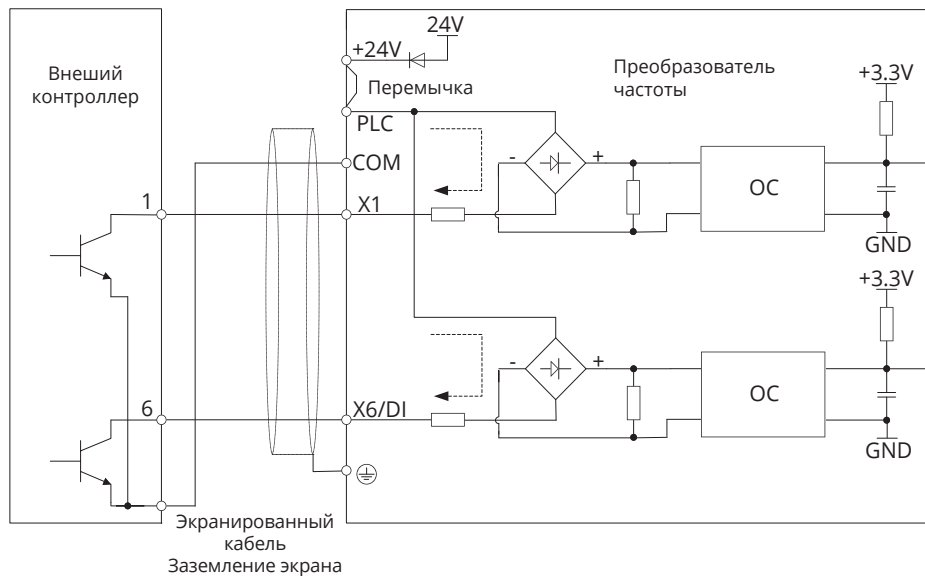 Внеший
контроллер
24V
+24V
Перемычка
Преобразователь
частоты
+3.3V
PLC
COM
-
+
OC
1
X1
GND
+3.3V
-
+
OC
6
X6/DI
GND
Экранированный
кабель
Заземление экрана